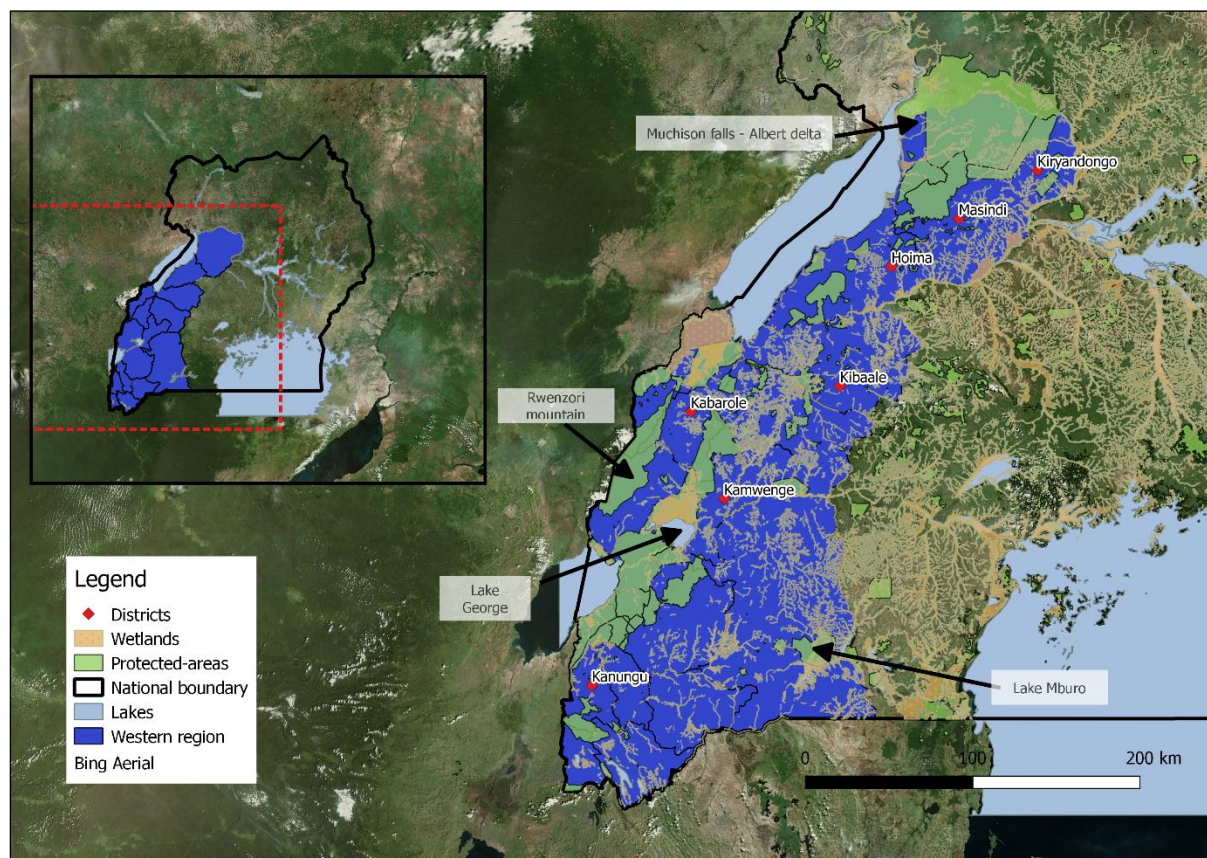 Muchison falls - Albert delta
Kiryandongo
Masindi
Hoima
Kibaale
Rwenzori
mountain
Kabarole
Kamwenge
Lake
George
Kanungu
Lake Mburo
Legend
Districts
Wetlands
Protected-areas
National boundary
Lakes
Western region
Bing Aerial
0 100 200 km